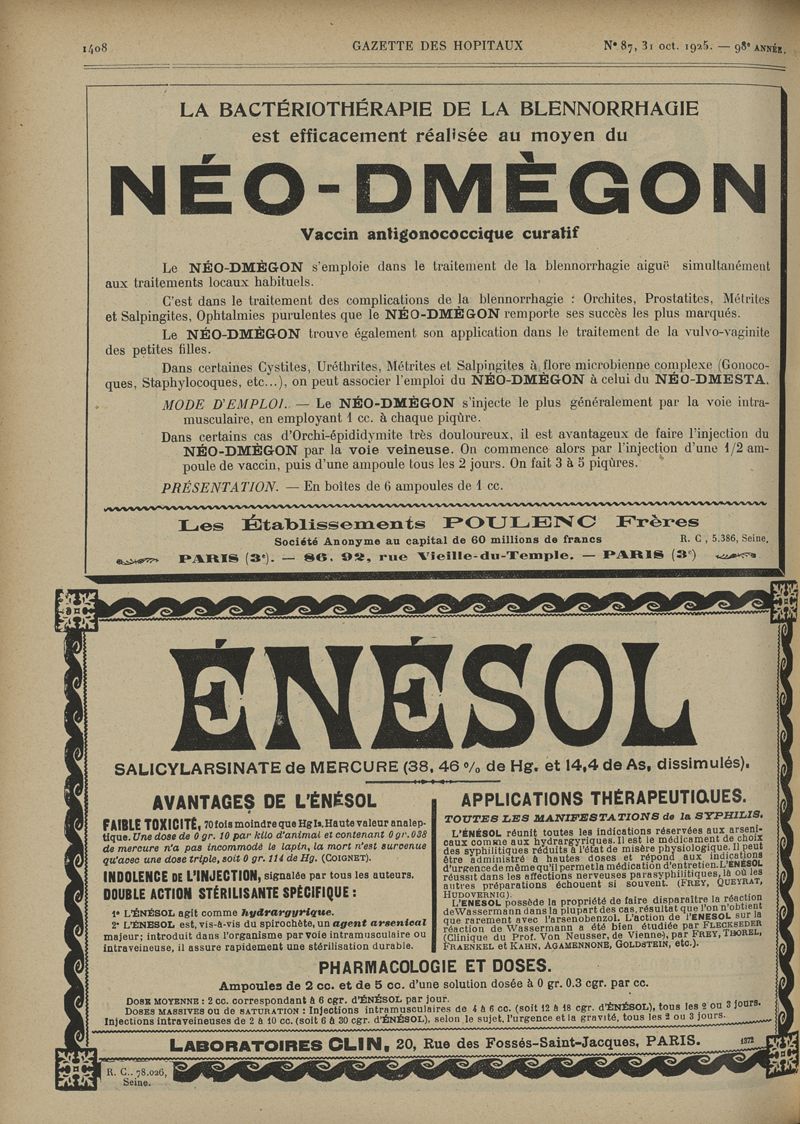 1408
GAZETTE DES HOPITAUX
N° 87, 31 oct. 1925. — 98e ANNÉE.
LA BACTÉRIOTHÉRAPIE DE LA BLENNORRHAGIE
est efficacement réalisée au moyen du
NÉO-DMÈGON
Vaccin antigonococcique curatif
Le NÉO-DMÈGON s'emploie dans le traitement de la blennorrhagie aiguë simultanément
aux traitements locaux habituels.
C'est dans le traitement des complications de la blennorrhagie : Orchites, Prostatites, Métrites
et Salpingites, Ophtalmies purulentes que le NÉO-DMÈGON remporte ses succès les plus marqués.
Le NÉO-DMÈGON trouve également son application dans le traitement de la vulvo-vaginite
des petites filles.
Dans certaines Cystites, Uréthrites, Métrites et Salpingites à flore microbienne complexe (Gonoco-
ques, Staphylocoques, etc...), on peut associer l'emploi du NÉO-DMÈGON à celui du NÉO-DMESTA.
MODE D'EMPLOI. — Le NÉO-DMÈGON s'injecte le plus généralement par la voie intra-
musculaire, en employant 1 cc. à chaque piqûre.
Dans certains cas d'Orchi-épididymite très douloureux, il est avantageux de faire l'injection du
NÉO-DMÈGON par la voie veineuse. On commence alors par l'injection d'une 1/2 am-
poule de vaccin, puis d'une ampoule tous les 2 jours. On fait 3 à 5 piqûres.
PRÉSENTATION. — En boîtes de 6 ampoules de 1 cc.
Les Établissements POULENC Frères
Société Anonyme au capital de 60 millions de francs
R. C, 5.386, Seine.
PARIS (3e). — 86, 92, rue Vieille-du-Temple. — PARIS (3e)
ÉNÉSOL
SALICYLARSINATE de MERCURE (38, 46 % de Hg. et 14,4 de As, dissimulés).
AVANTAGES DE L'ÉNÉSOL
FAIBLE TOXICITÉ, 70 fois moindre que Hg I2. Haute valeur analep-
tique. Une dose de 0 gr. 10 par kilo d'animal et contenant 0 gr. 038
de mercure n'a pas incommodé le lapin, la mort n'est survenue
qu'avec une dose triple, soit 0 gr. 114 de Hg. (COIGNET).
INDOLENCE DE L'INJECTION, signalée par tous les auteurs.
DOUBLE ACTION STÉRILISANTE SPÉCIFIQUE :
1° L'ÉNÉSOL agit comme hydrargyrique.
2° L'ÉNÉSOL est, vis-à-vis du spirochète, un agent arsenical
majeur; introduit dans l'organisme par voie intramusculaire ou
intraveineuse, il assure rapidement une stérilisation durable.
APPLICATIONS THÉRAPEUTIQUES.
TOUTES LES MANIFESTATIONS de la SYPHILIS.
L'ÉNÉSOL réunit toutes les indications réservées aux arseni-
caux comme aux hydrargyriques. Il est le médicament de choix
des syphilitiques réduits à l'état de misère physiologique. Il peut
être administré à hautes doses et répond aux indications
d'urgence de même qu'il permet la médication d'entretien. L'ENÉSOL
réussit dans les affections nerveuses parasyphilitiques, là où les
autres préparations échouent si souvent. (FREY, QUEYRAT,
HUDOVERNIG).
L'ENÉSOL possède la propriété de faire disparaître la réaction
de Wassermann dans la plupart des cas, résultat que l'on n'obtient
que rarement avec l'arsenobenzol. L'action de l'ENESOL sur la
réaction de Wassermann a été bien étudiée par FLECKSEDER
(Clinique du Prof. Von Neusser, de Vienne), par FREY, THOREL,
FRAENKEL et KAHN, AGAMENNONE, GOLDSTEIN, etc.).
PHARMACOLOGIE ET DOSES.
Ampoules de 2 cc. et de 5 cc. d'une solution dosée à 0 gr. 0.3 cgr. par cc.
DOSE MOYENNE : 2 cc. correspondant à 6 cgr. d'ÉNÉSOL par jour.
DOSES MASSIVES ou de SATURATION : Injections intramusculaires de 4 à 6 cc. (soit 12 à 18 cgr. d'ÉNÉSOL), tous les 2 ou 3 jours.
Injections intraveineuses de 2 à 10 cc. (soit 6 à 30 cgr. d'ÉNÉSOL), selon le sujet, l'urgence et la gravité, tous les 2 ou 3 jours.
LABORATOIRES CLIN, 20, Rue des Fossés-Saint-Jacques, PARIS.
1372
R. C.. 78.026,
Seine.